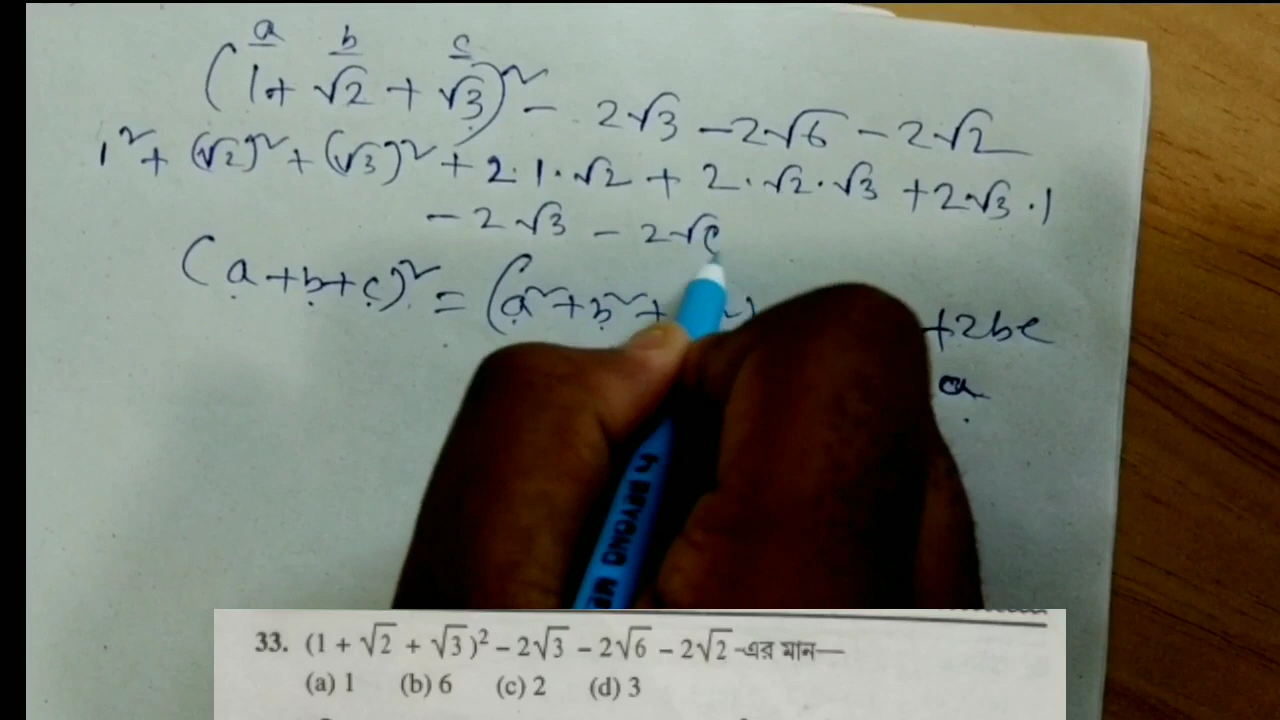 a b c
(1+ √2 + √3)² - 2√3 - 2√6 - 2√2
1² + (√2)² + (√3)² + 2·1·√2 + 2·√2·√3 + 2√3·1
- 2√3 - 2√
(a+b+c)² = (a²+b²+ +2bc
a
33. (1 + √2 + √3)² – 2√3 – 2√6 – 2√2 -এর মান—
(a) 1 (b) 6 (c) 2 (d) 3